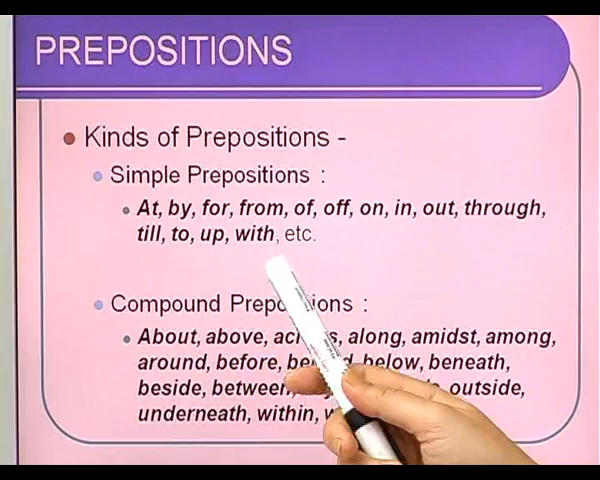 PREPOSITIONS
Kinds of Prepositions -
Simple Prepositions :
At, by, for, from, of, off, on, in, out, through,
till, to, up, with, etc.
Compound Prepositions :
About, above, along, amidst, among,
around, before, below, beneath,
beside, between, outside,
underneath, within,